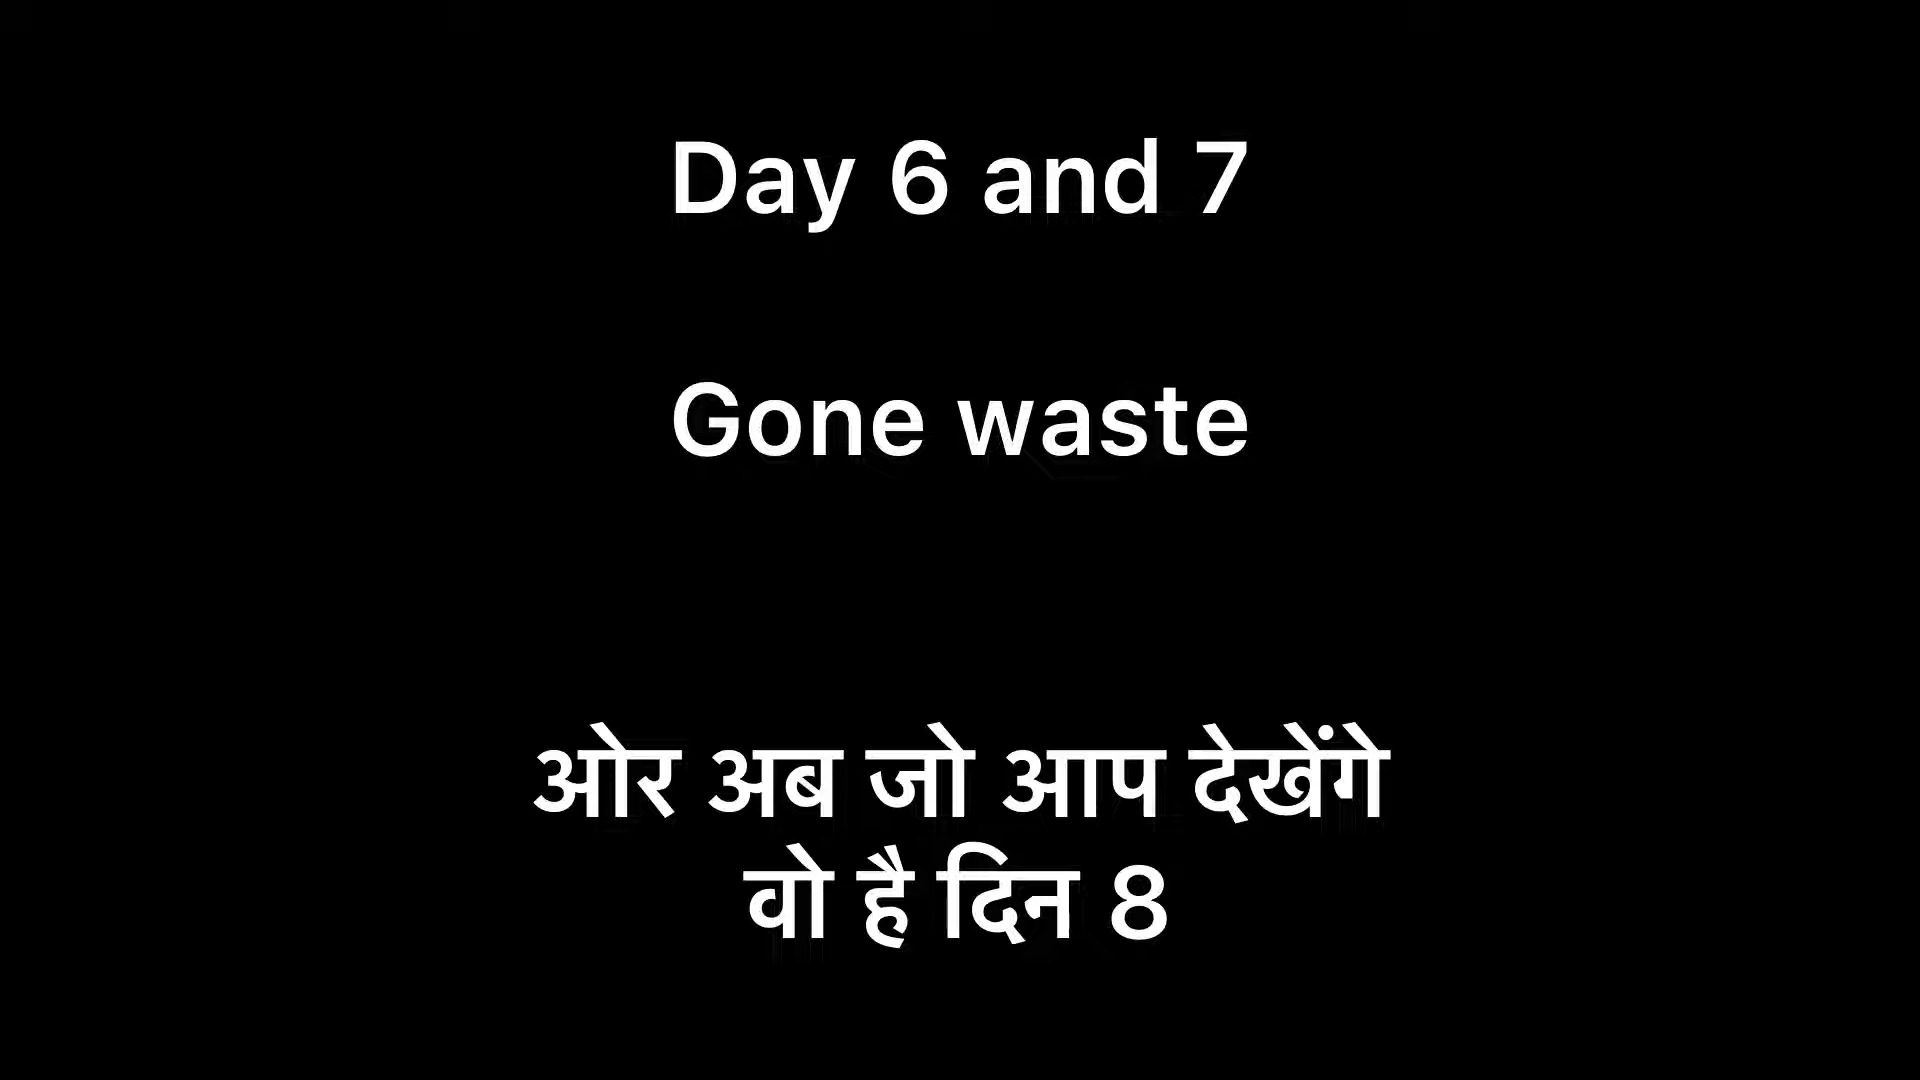 Day 6 and 7
Gone waste
ओर अब जो आप देखेंगे
वो है दिन 8